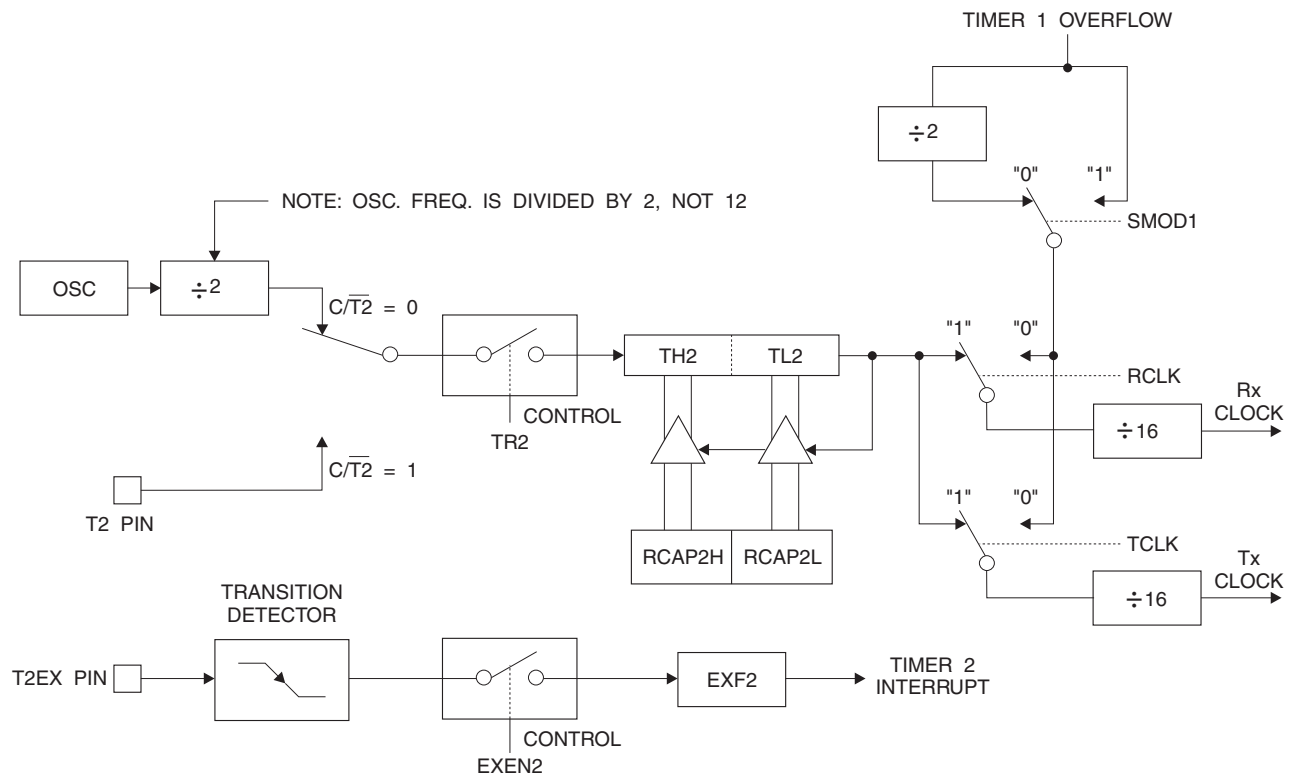 TIMER 1 OVERFLOW
÷2
"0" "1"
NOTE: OSC. FREQ. IS DIVIDED BY 2, NOT 12
SMOD1
OSC
÷2
C/T2 = 0
"1" "0"
TH2 TL2
RCLK
Rx
CLOCK
CONTROL
÷16
TR2
C/T2 = 1
"1" "0"
T2 PIN
TCLK
RCAP2H RCAP2L
Tx
CLOCK
TRANSITION
DETECTOR
÷16
T2EX PIN
EXF2
TIMER 2
INTERRUPT
CONTROL
EXEN2